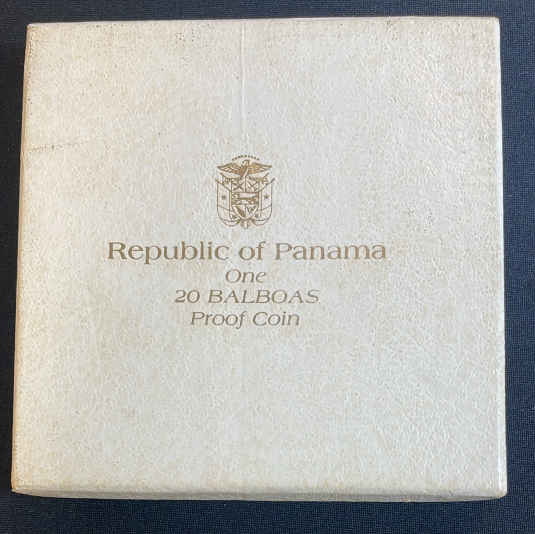 Republic of Panama
One
20 BALBOAS
Proof Coin